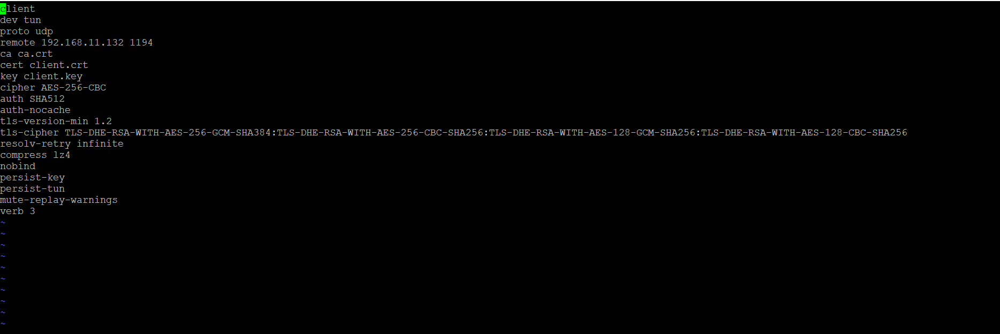 client
dev tun
proto udp
remote 192.168.11.132 1194
ca ca.crt
cert client.crt
key client.key
cipher AES-256-CBC
auth SHA512
auth-nocache
tls-version-min 1.2
tls-cipher TLS-DHE-RSA-WITH-AES-256-GCM-SHA384:TLS-DHE-RSA-WITH-AES-256-CBC-SHA256:TLS-DHE-RSA-WITH-AES-128-GCM-SHA256:TLS-DHE-RSA-WITH-AES-128-CBC-SHA256
resolv-retry infinite
compress lz4
nobind
persist-key
persist-tun
mute-replay-warnings
verb 3
~
~
~
~
~
~
~
~
~
~